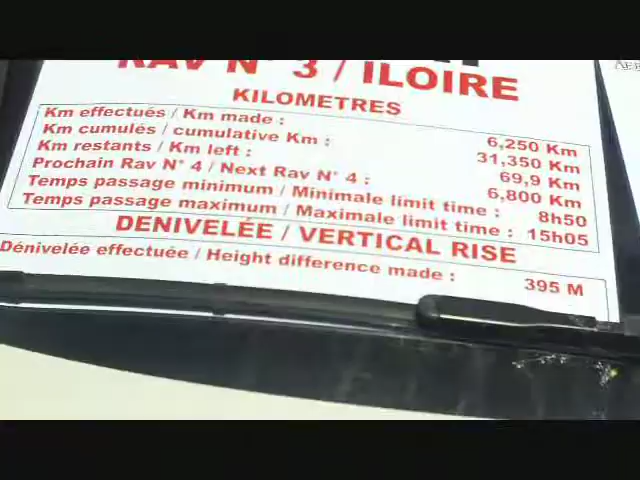 RAV N° 3 / ILOIRE
KILOMETRES
Km effectués / Km made : 6,250 Km
Km cumulés / cumulative Km : 31,350 Km
Km restants / Km left : 69,9 Km
Prochain Rav N° 4 / Next Rav N° 4 : 6,800 Km
Temps passage minimum / Minimale limit time : 8h50
Temps passage maximum / Maximale limit time : 15h05
DENIVELÉE / VERTICAL RISE
Dénivelée effectuée / Height difference made : 395 M